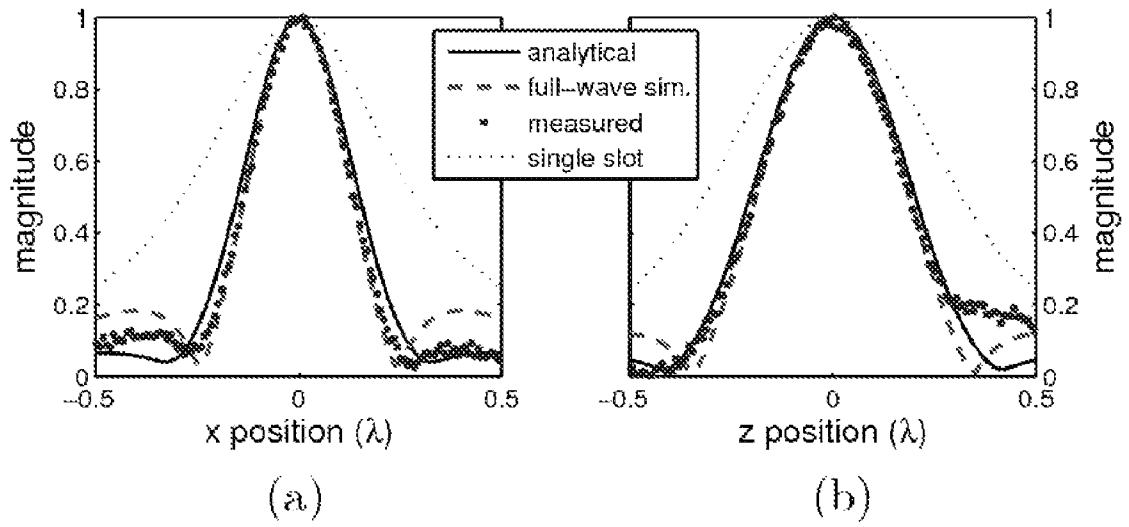 1
0.8
0.6
0.4
0.2
0
magnitude
−0.5
0
0.5
x position (λ)
(a)
analytical
full−wave sim.
measured
single slot
1
0.8
0.6
0.4
0.2
0
magnitude
−0.5
0
0.5
z position (λ)
(b)